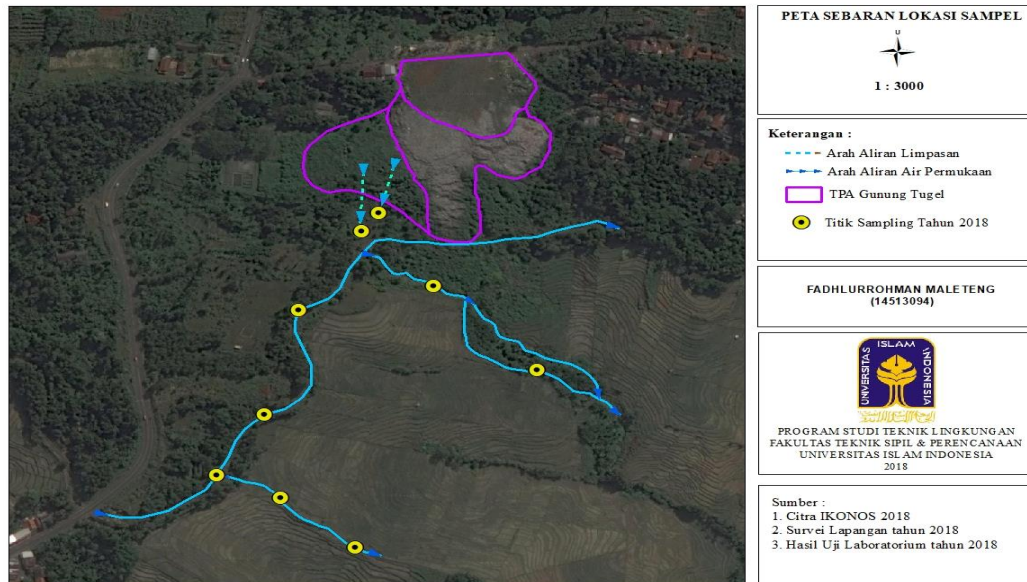 PETA SEBARAN LOKASI SAMPEL
U
1 : 3000
Keterangan :
Arah Aliran Limpasan
Arah Aliran Air Permukaan
TPA Gunung Tugel
Titik Sampling Tahun 2018
FADHLURROHMAN MALETENG
(14513094)
UNIVERSITAS
ISLAM
INDONESIA
PROGRAM STUDI TEKNIK LINGKUNGAN
FAKULTAS TEKNIK SIPIL & PERENCANAAN
UNIVERSITAS ISLAM INDONESIA
2018
Sumber :
1. Citra IKONOS 2018
2. Survei Lapangan tahun 2018
3. Hasil Uji Laboratorium tahun 2018